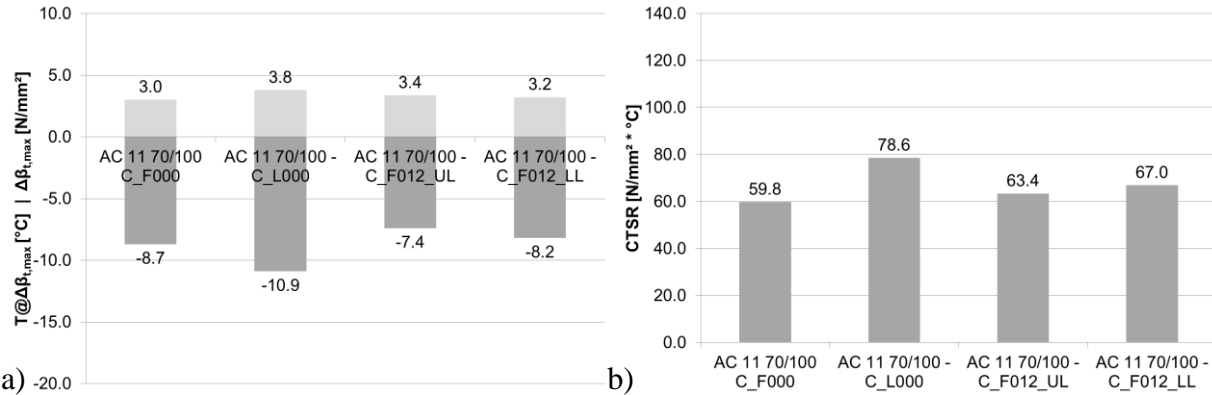 T@Δβt,max [°C] | Δβt,max [N/mm²]
10.0
5.0
0.0
-5.0
-10.0
-15.0
-20.0
3.0
3.8
3.4
3.2
AC 11 70/100
C_F000
AC 11 70/100 -
C_L000
AC 11 70/100 -
C_F012_UL
AC 11 70/100 -
C_F012_LL
-8.7
-10.9
-7.4
-8.2
a)
CTSR [N/mm² * °C]
140.0
120.0
100.0
80.0
60.0
40.0
20.0
0.0
59.8
78.6
63.4
67.0
AC 11 70/100
C_F000
AC 11 70/100 -
C_L000
AC 11 70/100 -
C_F012_UL
AC 11 70/100 -
C_F012_LL
b)